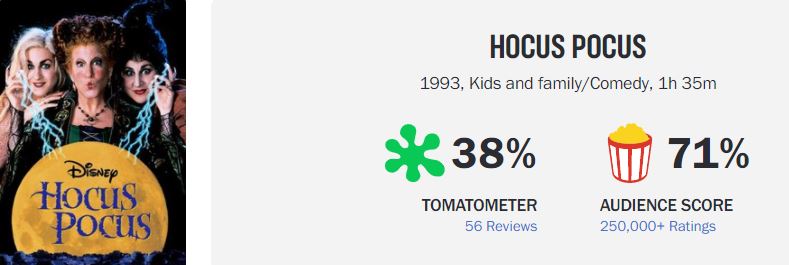 Disney
HOCUS
POCUS
HOCUS POCUS
1993, Kids and family/Comedy, 1h 35m
38%
71%
TOMATOMETER
AUDIENCE SCORE
56 Reviews
250,000+ Ratings